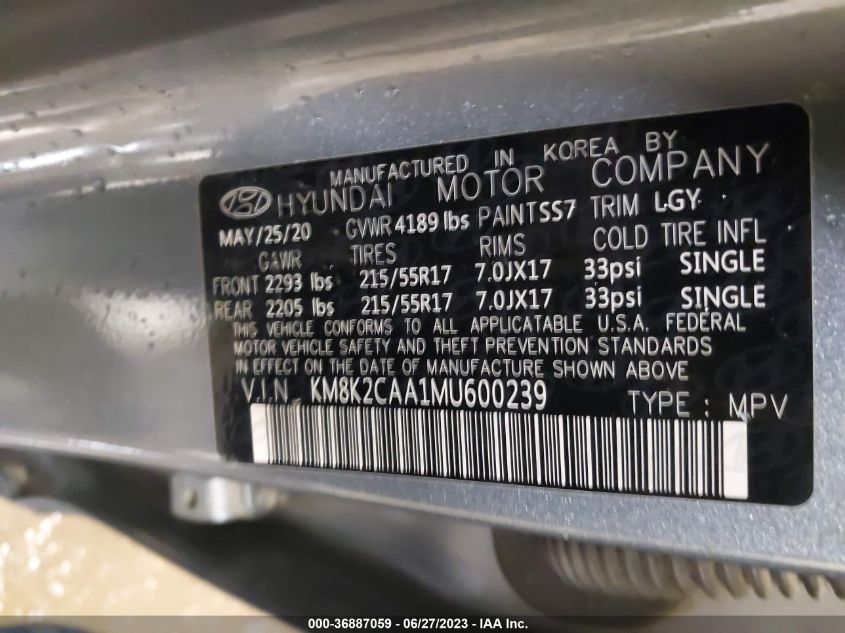 MANUFACTURED IN KOREA BY
HYUNDAI MOTOR COMPANY
MAY/25/20 GVWR 4189 lbs PAINT SS7 TRIM LGY
GAWR TIRES RIMS COLD TIRE INFL
FRONT 2293 lbs 215/55R17 7.0JX17 33psi SINGLE
REAR 2205 lbs 215/55R17 7.0JX17 33psi SINGLE
THIS VEHICLE CONFORMS TO ALL APPLICATABLE U.S.A. FEDERAL
MOTOR VEHICLE SAFETY AND THEFT PREVENTION STANDARDS
IN EFFECT ON THE DATE OF MANUFACTURE SHOWN ABOVE.
V.I.N. KM8K2CAA1MU600239 TYPE : MPV
000-36887059 - 06/27/2023 - IAA Inc.